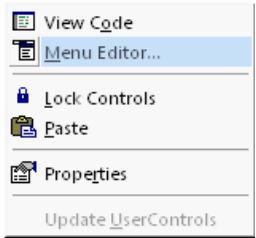 View Code
Menu Editor...
Lock Controls
Paste
Properties
Update UserControls